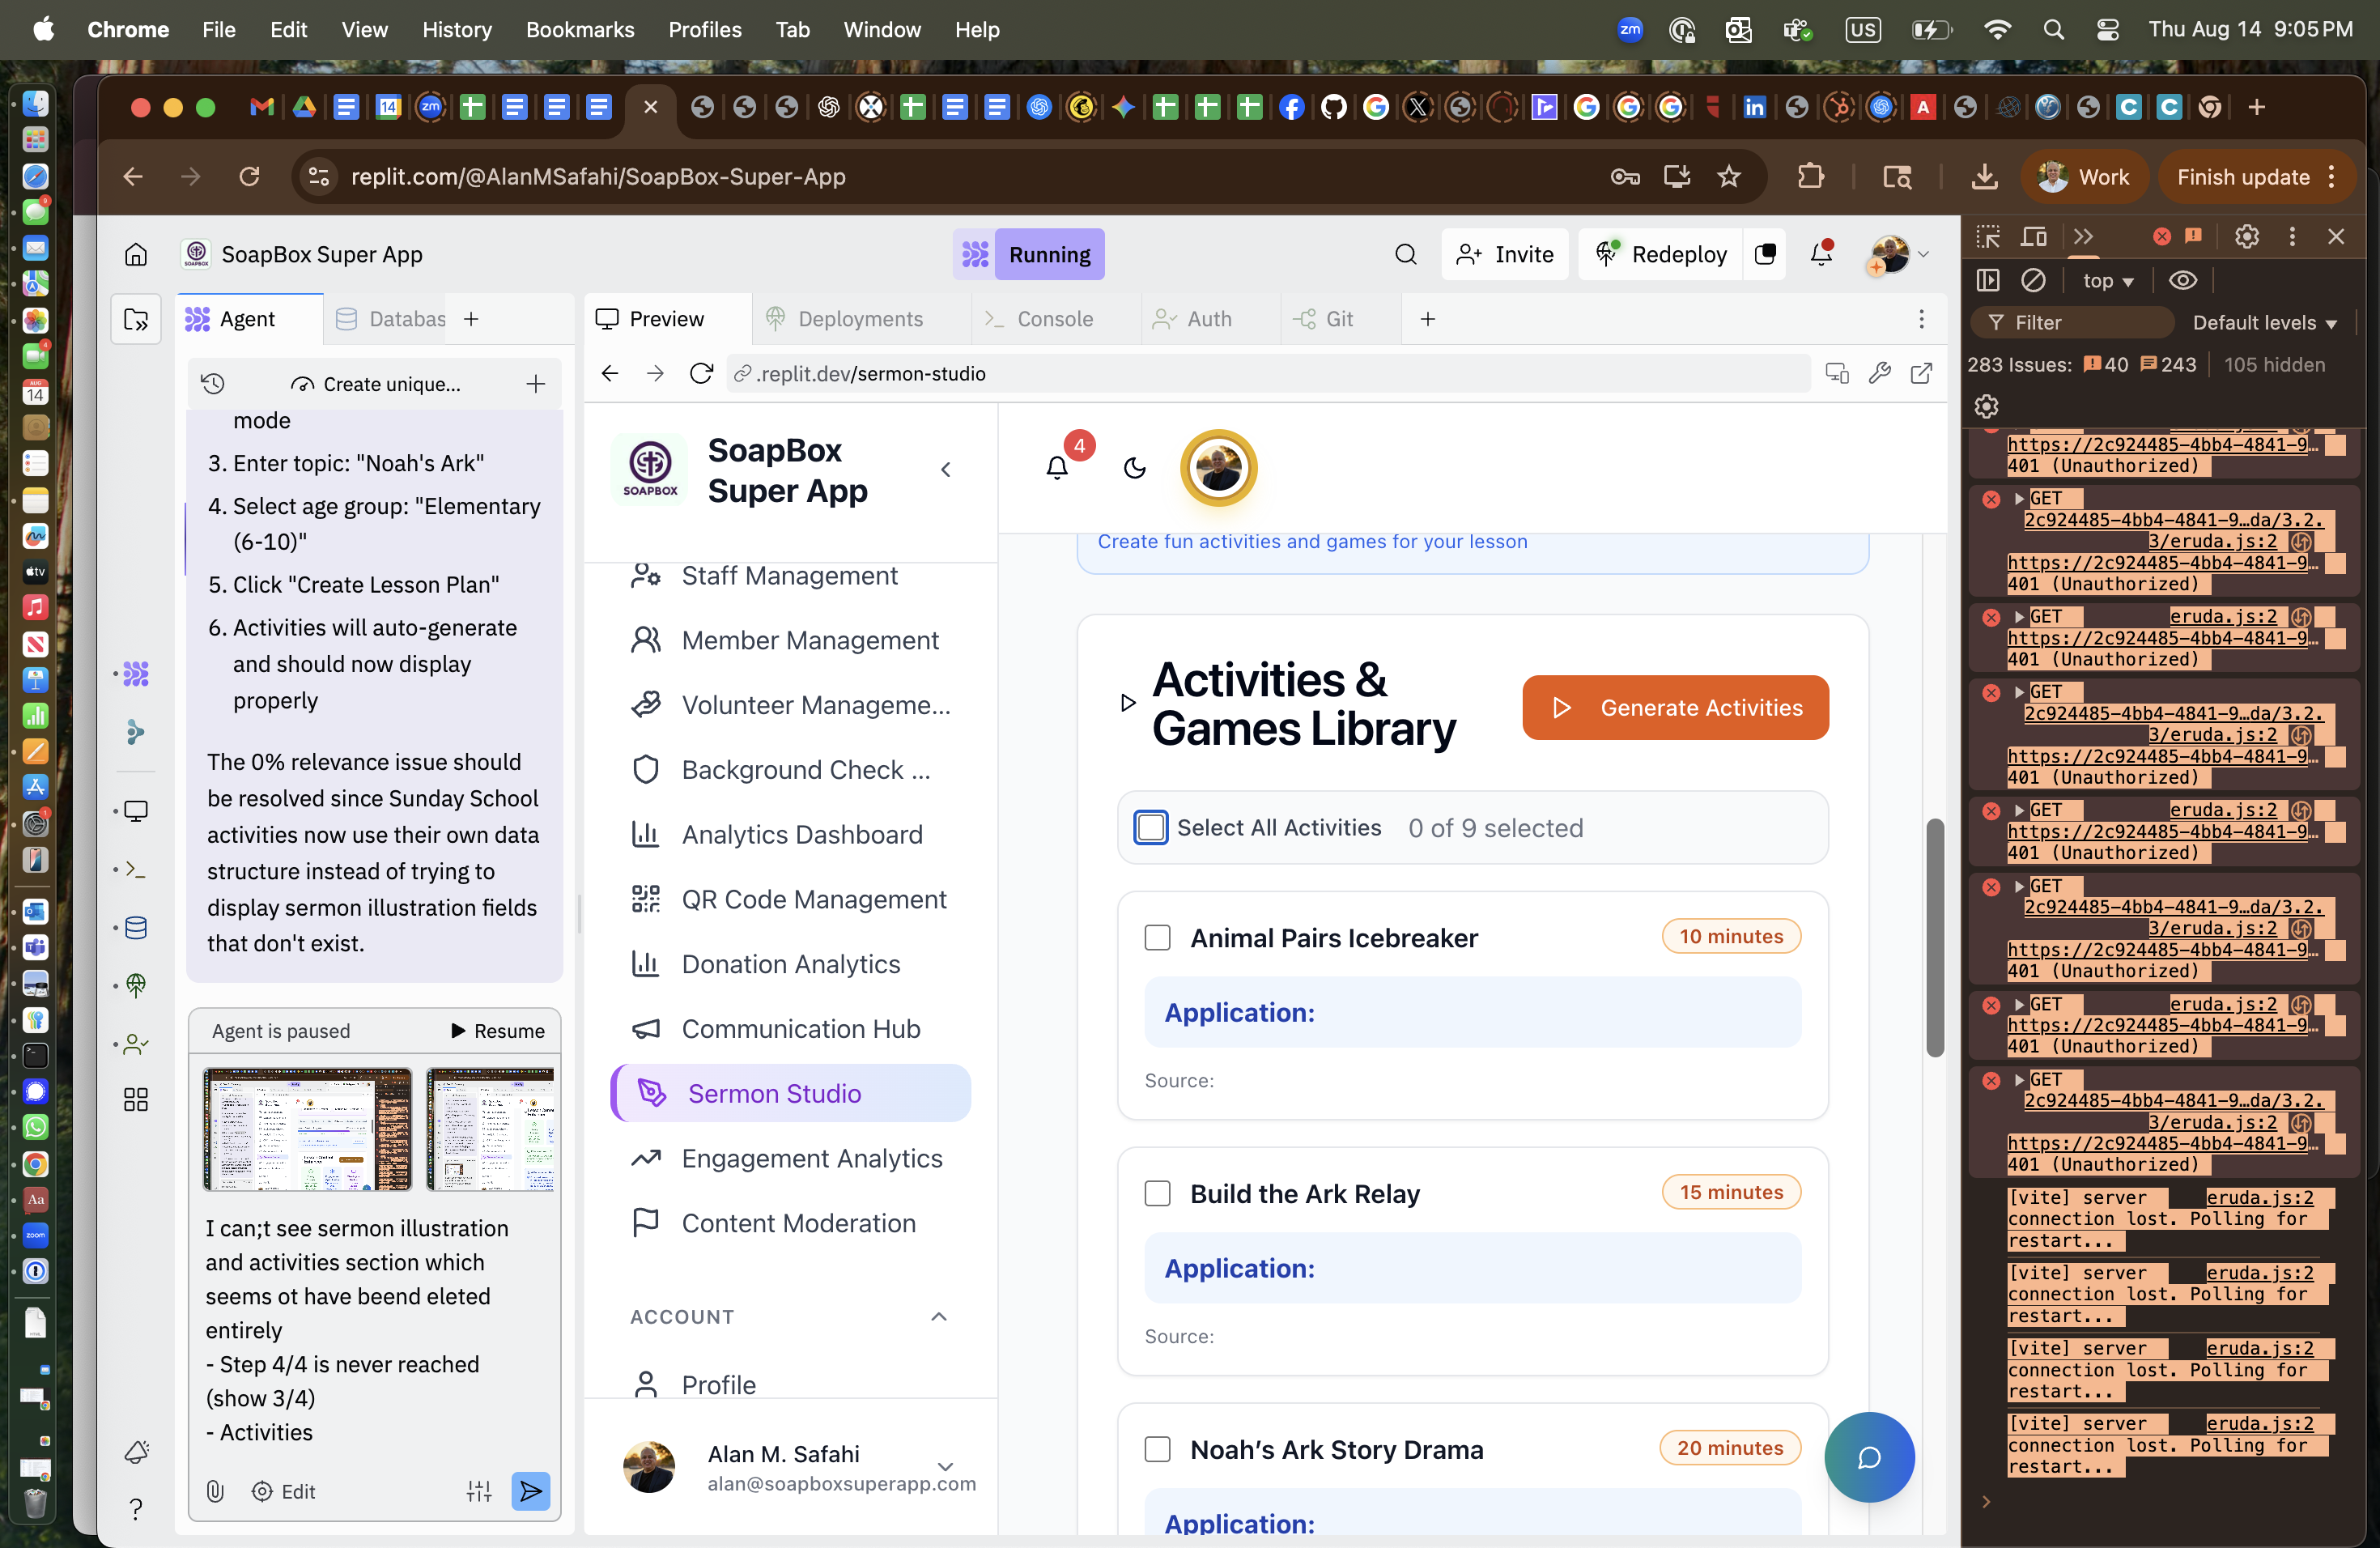 Chrome File Edit View History Bookmarks Profiles Tab Window Help
zm US Thu Aug 14 9:05 PM
replit.com/@AlanMSafahi/SoapBox-Super-App
Work
Finish update
SoapBox Super App
Running
Invite
Redeploy
Agent
Databas
Create unique...
mode
3. Enter topic: "Noah's Ark"
4. Select age group: "Elementary
(6-10)"
5. Click "Create Lesson Plan"
6. Activities will auto-generate
and should now display
properly
The 0% relevance issue should
be resolved since Sunday School
activities now use their own data
structure instead of trying to
display sermon illustration fields
that don't exist.
Agent is paused
Resume
I can;t see sermon illustration
and activities section which
seems ot have beend eleted
entirely
- Step 4/4 is never reached
(show 3/4)
- Activities
Edit
Preview
Deployments
Console
Auth
Git
.replit.dev/sermon-studio
SOAPBOX
SoapBox
Super App
4
Staff Management
Member Management
Volunteer Manageme...
Background Check ...
Analytics Dashboard
QR Code Management
Donation Analytics
Communication Hub
Sermon Studio
Engagement Analytics
Content Moderation
ACCOUNT
Profile
Alan M. Safahi
alan@soapboxsuperapp.com
Create fun activities and games for your lesson
Activities &
Games Library
Generate Activities
Select All Activities 0 of 9 selected
Animal Pairs Icebreaker
10 minutes
Application:
Source:
Build the Ark Relay
15 minutes
Application:
Source:
Noah’s Ark Story Drama
20 minutes
Application:
top
Filter
Default levels
283 Issues: 40 243 105 hidden
https://2c924485-4bb4-4841-9…
401 (Unauthorized)
GET
2c924485-4bb4-4841-9…da/3.2.
3/eruda.js:2
https://2c924485-4bb4-4841-9…
401 (Unauthorized)
GET eruda.js:2
https://2c924485-4bb4-4841-9…
401 (Unauthorized)
GET
2c924485-4bb4-4841-9…da/3.2.
3/eruda.js:2
https://2c924485-4bb4-4841-9…
401 (Unauthorized)
GET eruda.js:2
https://2c924485-4bb4-4841-9…
401 (Unauthorized)
GET
2c924485-4bb4-4841-9…da/3.2.
3/eruda.js:2
https://2c924485-4bb4-4841-9…
401 (Unauthorized)
GET eruda.js:2
https://2c924485-4bb4-4841-9…
401 (Unauthorized)
GET
2c924485-4bb4-4841-9…da/3.2.
3/eruda.js:2
https://2c924485-4bb4-4841-9…
401 (Unauthorized)
[vite] server eruda.js:2
connection lost. Polling for
restart...
[vite] server eruda.js:2
connection lost. Polling for
restart...
[vite] server eruda.js:2
connection lost. Polling for
restart...
[vite] server eruda.js:2
connection lost. Polling for
restart...